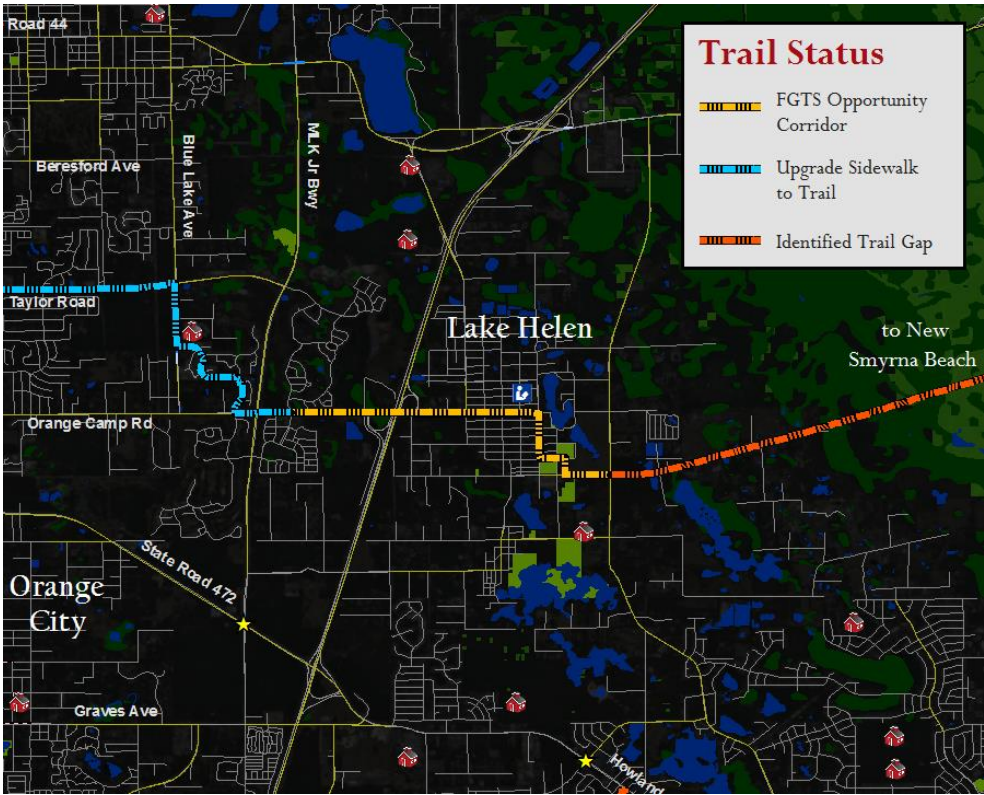 Road 44
Trail Status
FGTS Opportunity
Corridor
Upgrade Sidewalk
to Trail
Identified Trail Gap
Beresford Ave
Blue Lake Ave
MLK Jr Bwy
Taylor Road
Lake Helen
to New
Smyrna Beach
Orange Camp Rd
State Road 472
Orange
City
Graves Ave
Howland